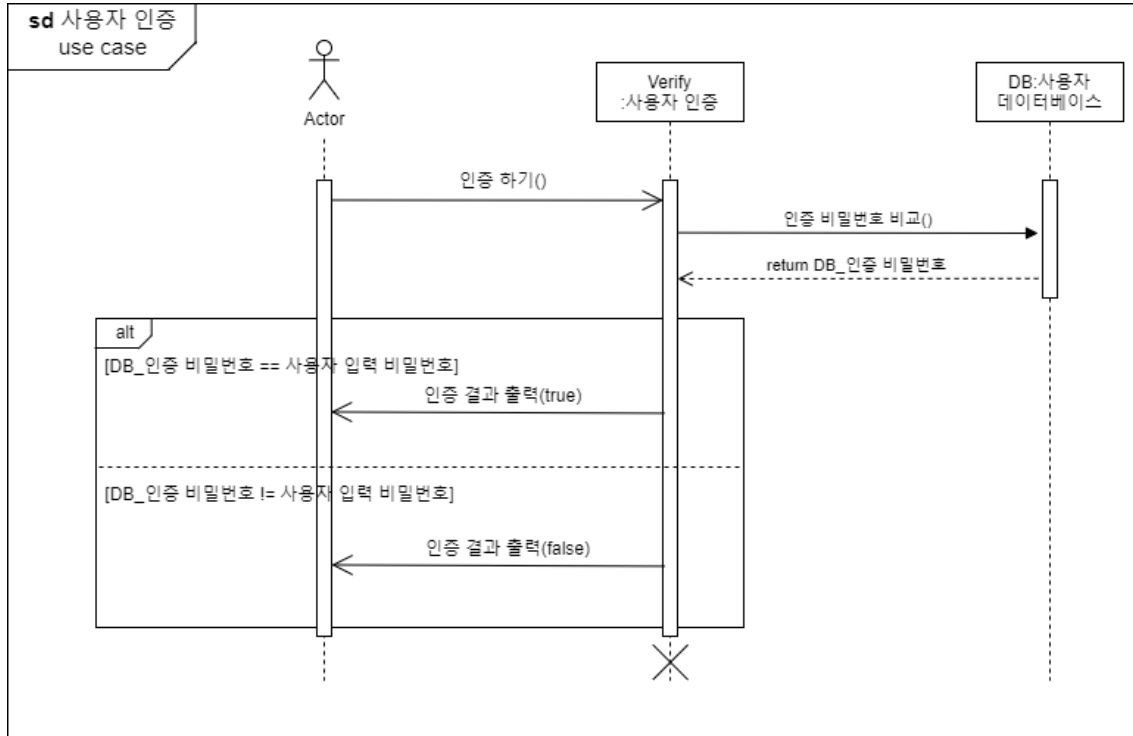 sd 사용자 인증
use case
Actor
Verify
:사용자 인증
DB:사용자
데이터베이스
인증 하기()
인증 비밀번호 비교()
return DB_인증 비밀번호
alt
[DB_인증 비밀번호 == 사용자 입력 비밀번호]
인증 결과 출력(true)
[DB_인증 비밀번호 != 사용자 입력 비밀번호]
인증 결과 출력(false)